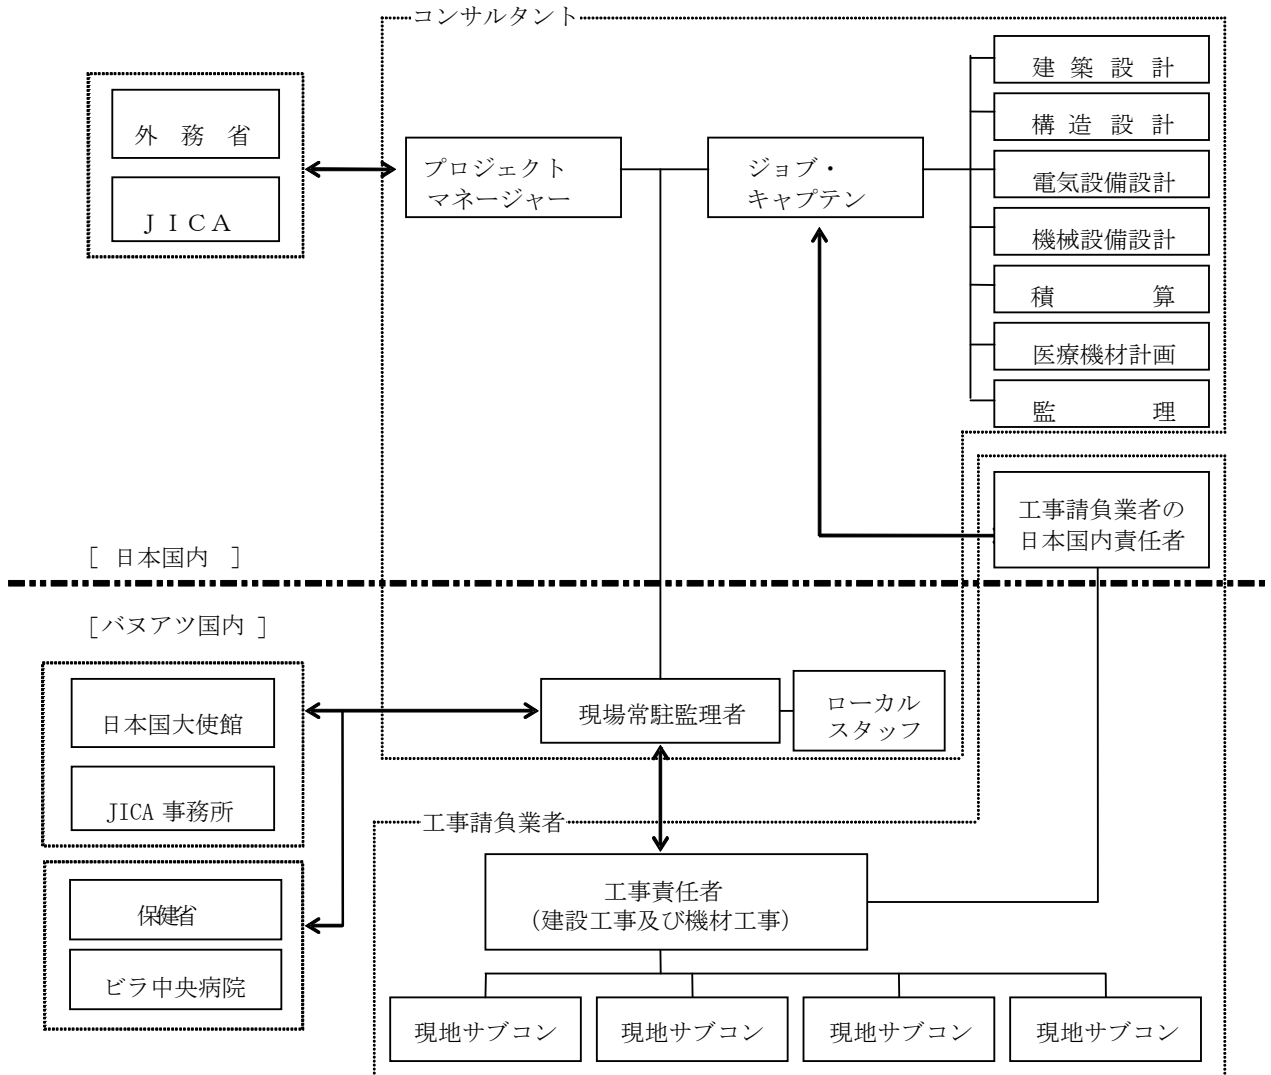 コンサルタント
建 築 設 計
構 造 設 計
電気設備設計
機械設備設計
積 算
医療機材計画
監 理
外 務 省
ＪＩＣＡ
プロジェクト
マネージャー
ジョブ・
キャプテン
工事請負業者の
日本国内責任者
[ 日本国内 ]
[バヌアツ国内 ]
日本国大使館
JICA 事務所
保健省
ビラ中央病院
現場常駐監理者
ローカル
スタッフ
工事請負業者
工事責任者
（建設工事及び機材工事）
現地サブコン
現地サブコン
現地サブコン
現地サブコン